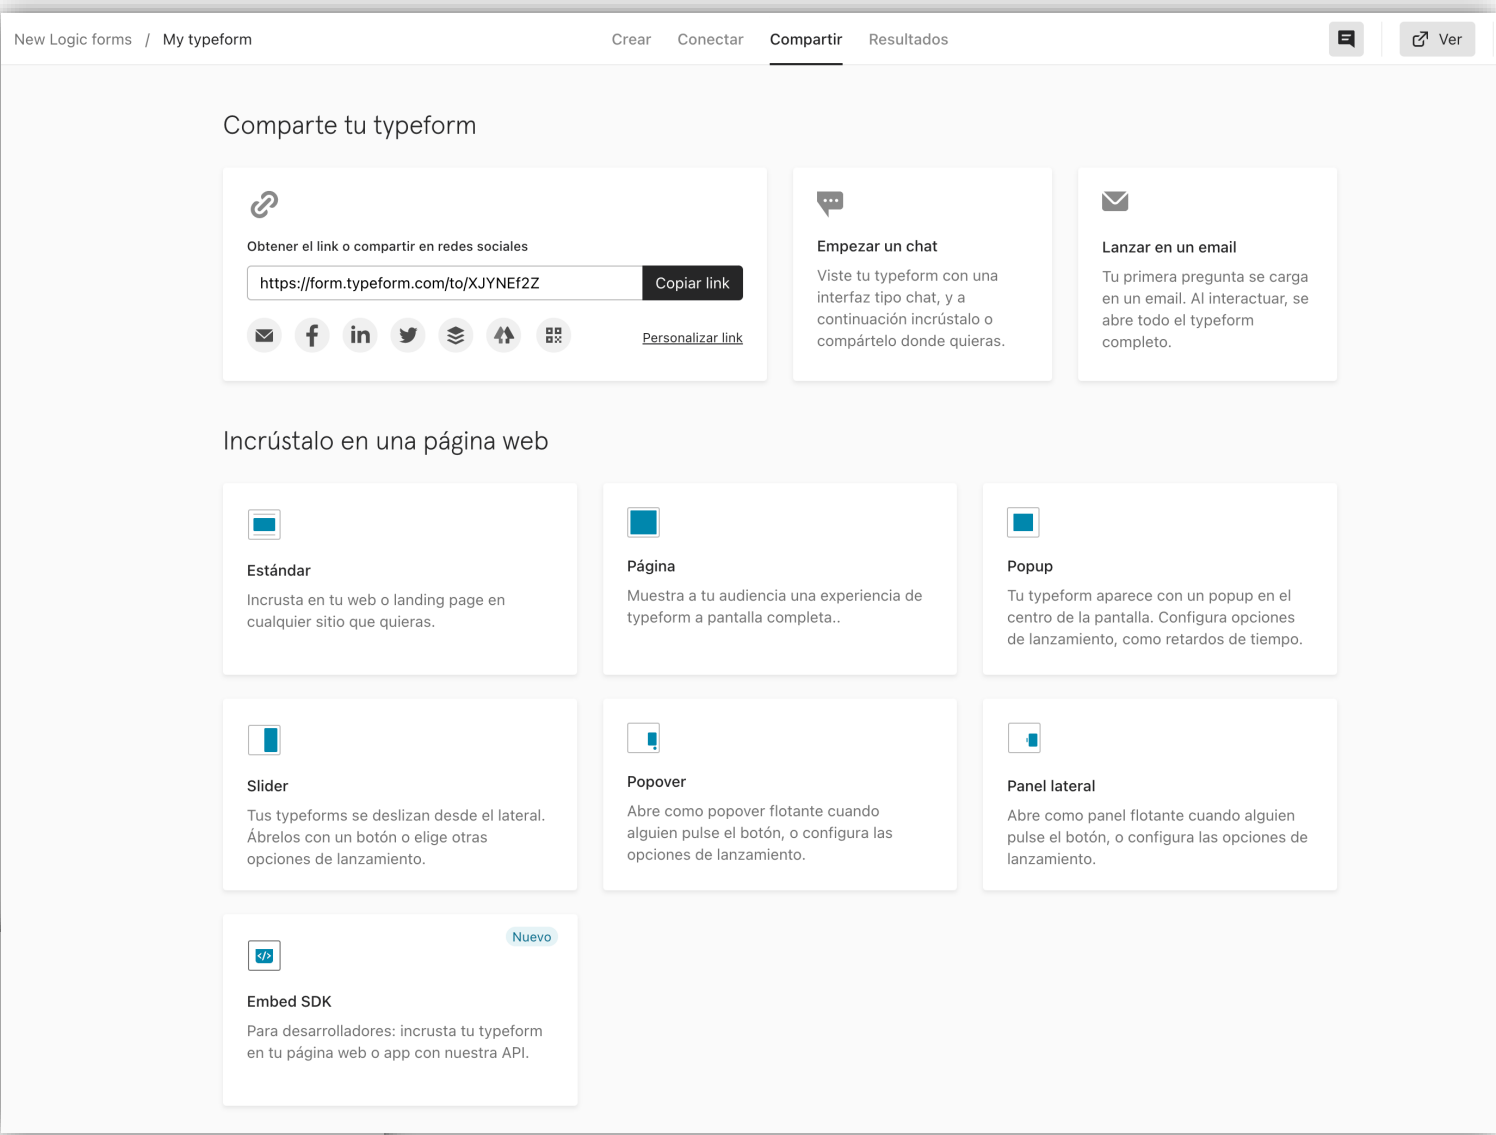 New Logic forms / My typeform
Crear Conectar Compartir Resultados
Ver
Comparte tu typeform
Obtener el link o compartir en redes sociales
https://form.typeform.com/to/XJYNEf2Z
Copiar link
Personalizar link
Empezar un chat
Viste tu typeform con una
interfaz tipo chat, y a
continuación incrústalo o
compártelo donde quieras.
Lanzar en un email
Tu primera pregunta se carga
en un email. Al interactuar, se
abre todo el typeform
completo.
Incrústalo en una página web
Estándar
Incrusta en tu web o landing page en
cualquier sitio que quieras.
Página
Muestra a tu audiencia una experiencia de
typeform a pantalla completa..
Popup
Tu typeform aparece con un popup en el
centro de la pantalla. Configura opciones
de lanzamiento, como retardos de tiempo.
Slider
Tus typeforms se deslizan desde el lateral.
Ábrelos con un botón o elige otras
opciones de lanzamiento.
Popover
Abre como popover flotante cuando
alguien pulse el botón, o configura las
opciones de lanzamiento.
Panel lateral
Abre como panel flotante cuando alguien
pulse el botón, o configura las opciones de
lanzamiento.
Nuevo
Embed SDK
Para desarrolladores: incrusta tu typeform
en tu página web o app con nuestra API.